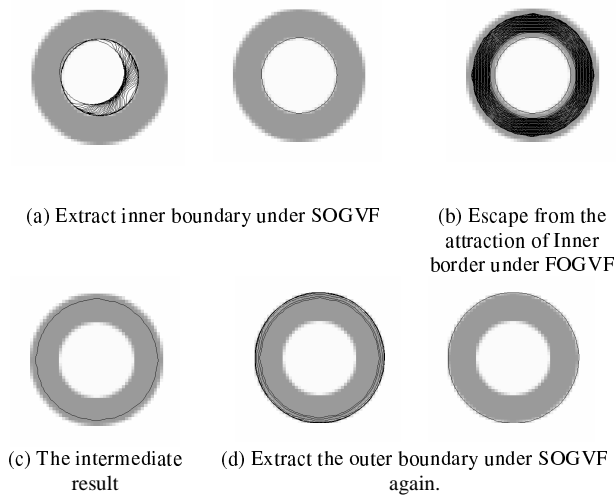 (a) Extract inner boundary under SOGVF
(b) Escape from the
attraction of Inner
border under FOGVF
(c) The intermediate
result
(d) Extract the outer boundary under SOGVF
again.